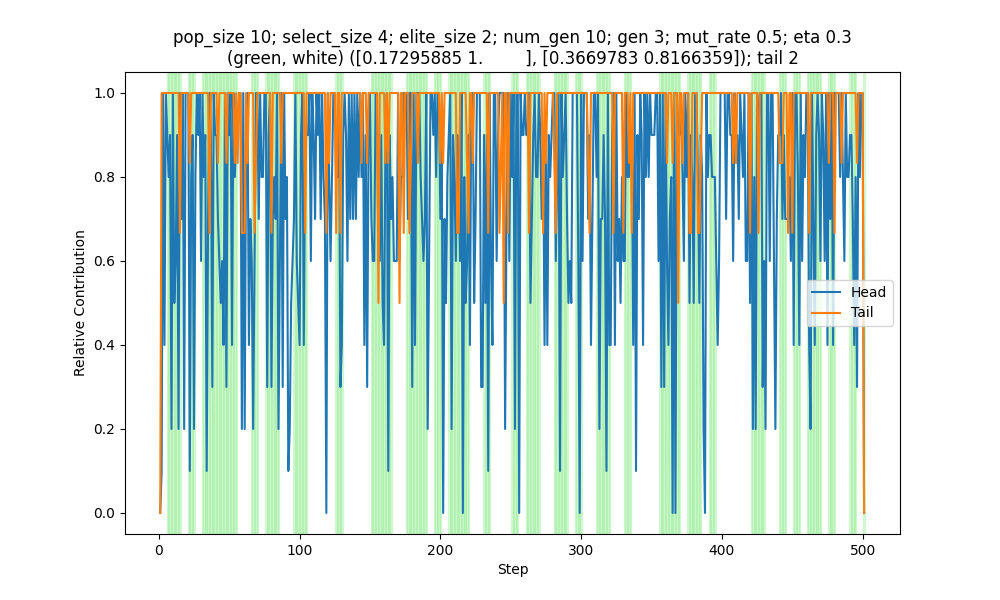 pop_size 10; select_size 4; elite_size 2; num_gen 10; gen 3; mut_rate 0.5; eta 0.3
(green, white) ([0.17295885 1.        ], [0.3669783 0.8166359]); tail 2
1.0
0.8
0.6
0.4
0.2
0.0
Relative Contribution
Head
Tail
0 100 200 300 400 500
Step